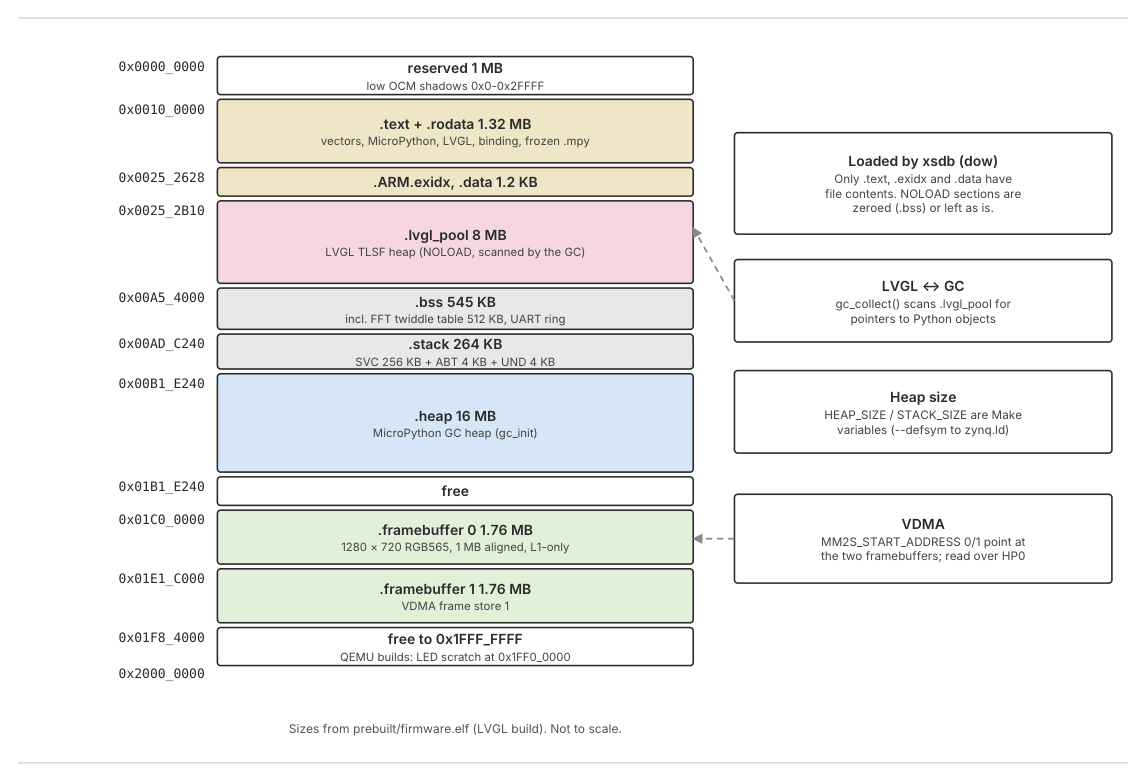 0x0000_0000
reserved 1 MB
low OCM shadows 0x0-0x2FFFF
0x0010_0000
.text + .rodata 1.32 MB
vectors, MicroPython, LVGL, binding, frozen .mpy
0x0025_2628
.ARM.exidx, .data 1.2 KB
0x0025_2B10
.lvgl_pool 8 MB
LVGL TLSF heap (NOLOAD, scanned by the GC)
0x00A5_4000
.bss 545 KB
incl. FFT twiddle table 512 KB, UART ring
0x00AD_C240
.stack 264 KB
SVC 256 KB + ABT 4 KB + UND 4 KB
0x00B1_E240
.heap 16 MB
MicroPython GC heap (gc_init)
0x01B1_E240
free
0x01C0_0000
.framebuffer 0 1.76 MB
1280 × 720 RGB565, 1 MB aligned, L1-only
0x01E1_C000
.framebuffer 1 1.76 MB
VDMA frame store 1
0x01F8_4000
free to 0x1FFF_FFFF
QEMU builds: LED scratch at 0x1FF0_0000
0x2000_0000
Loaded by xsdb (dow)
Only .text, .exidx and .data have
file contents. NOLOAD sections are
zeroed (.bss) or left as is.
LVGL ↔ GC
gc_collect() scans .lvgl_pool for
pointers to Python objects
Heap size
HEAP_SIZE / STACK_SIZE are Make
variables (--defsym to zynq.ld)
VDMA
MM2S_START_ADDRESS 0/1 point at
the two framebuffers; read over HP0
Sizes from prebuilt/firmware.elf (LVGL build). Not to scale.